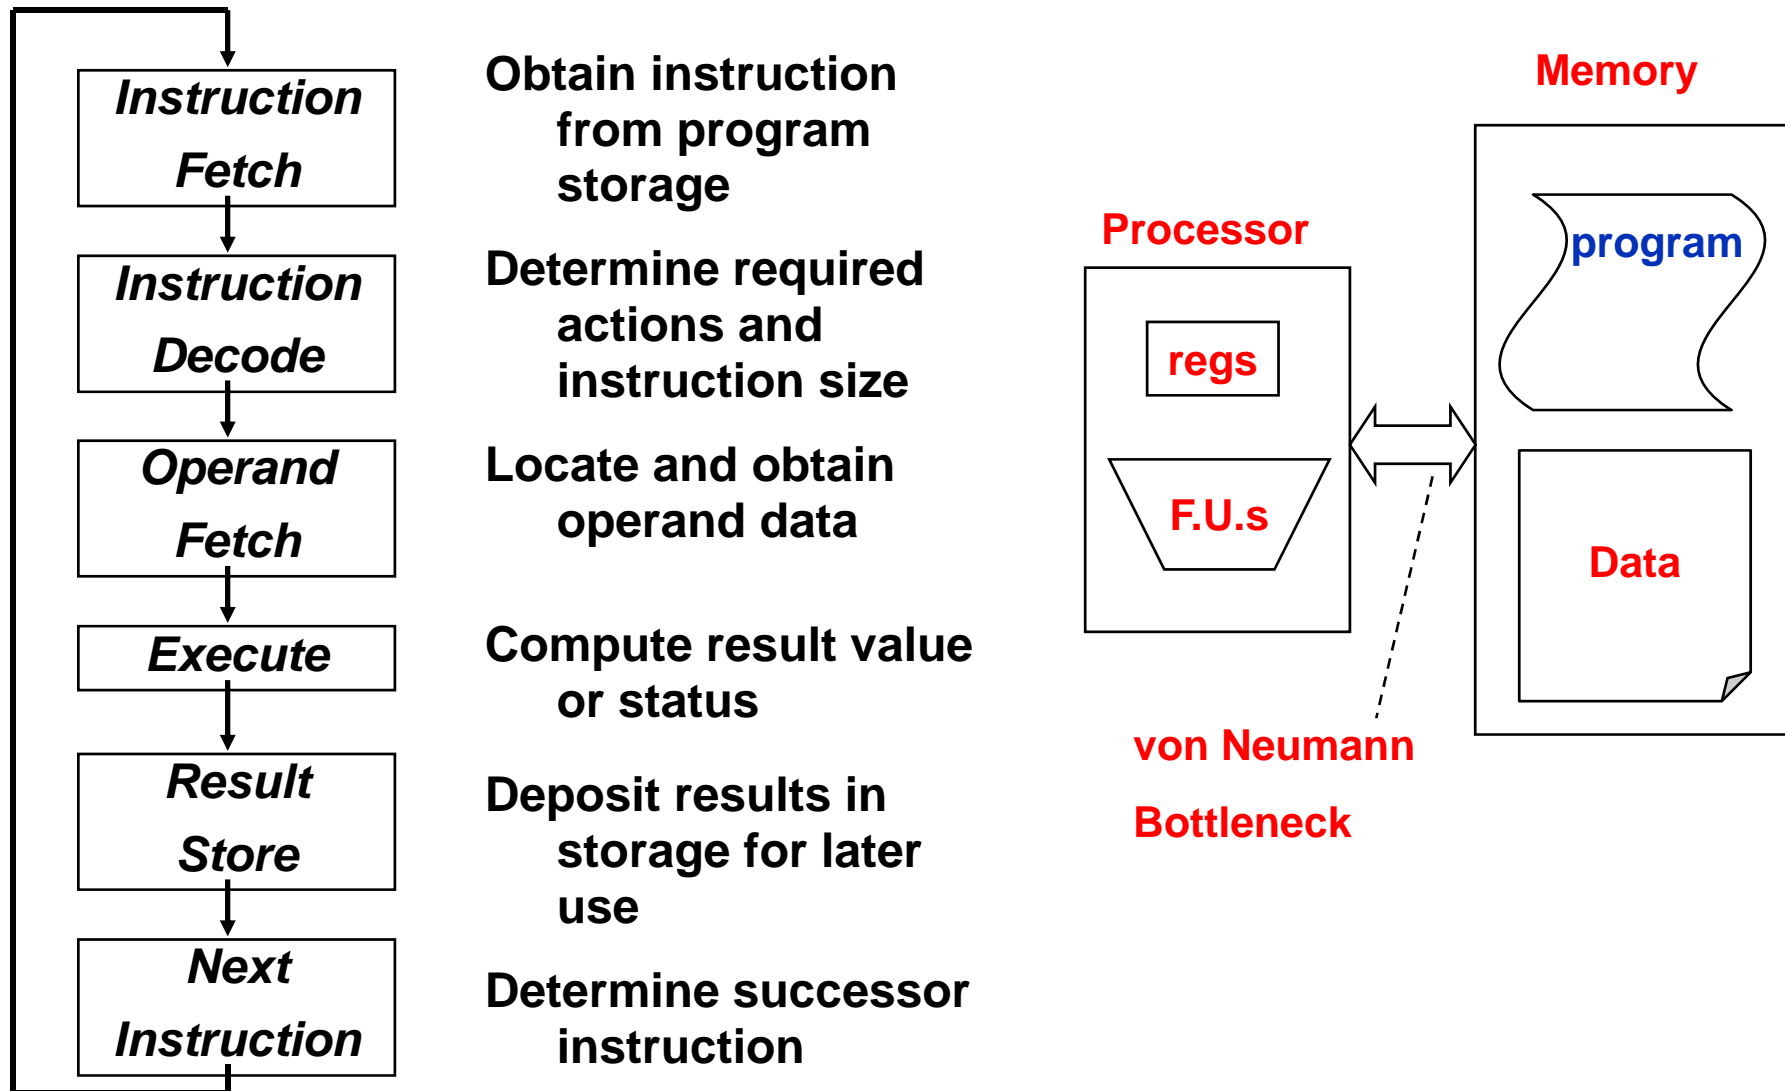 Instruction
Fetch
Obtain instruction
from program
storage
Instruction
Decode
Determine required
actions and
instruction size
Operand
Fetch
Locate and obtain
operand data
Execute
Compute result value
or status
Result
Store
Deposit results in
storage for later
use
Next
Instruction
Determine successor
instruction
Processor
regs
F.U.s
von Neumann
Bottleneck
Memory
program
Data